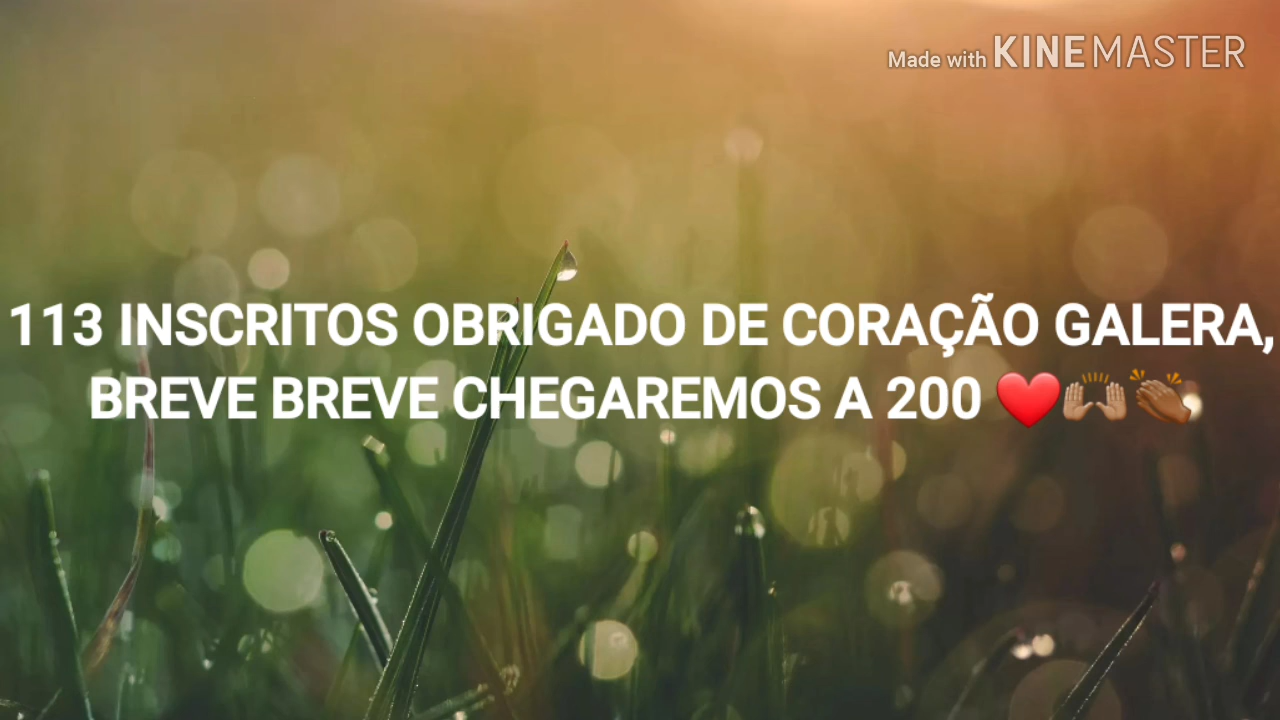 Made with KINEMASTER
113 INSCRITOS OBRIGADO DE CORAÇÃO GALERA,
BREVE BREVE CHEGAREMOS A 200 ❤️🙌🏽👏🏾